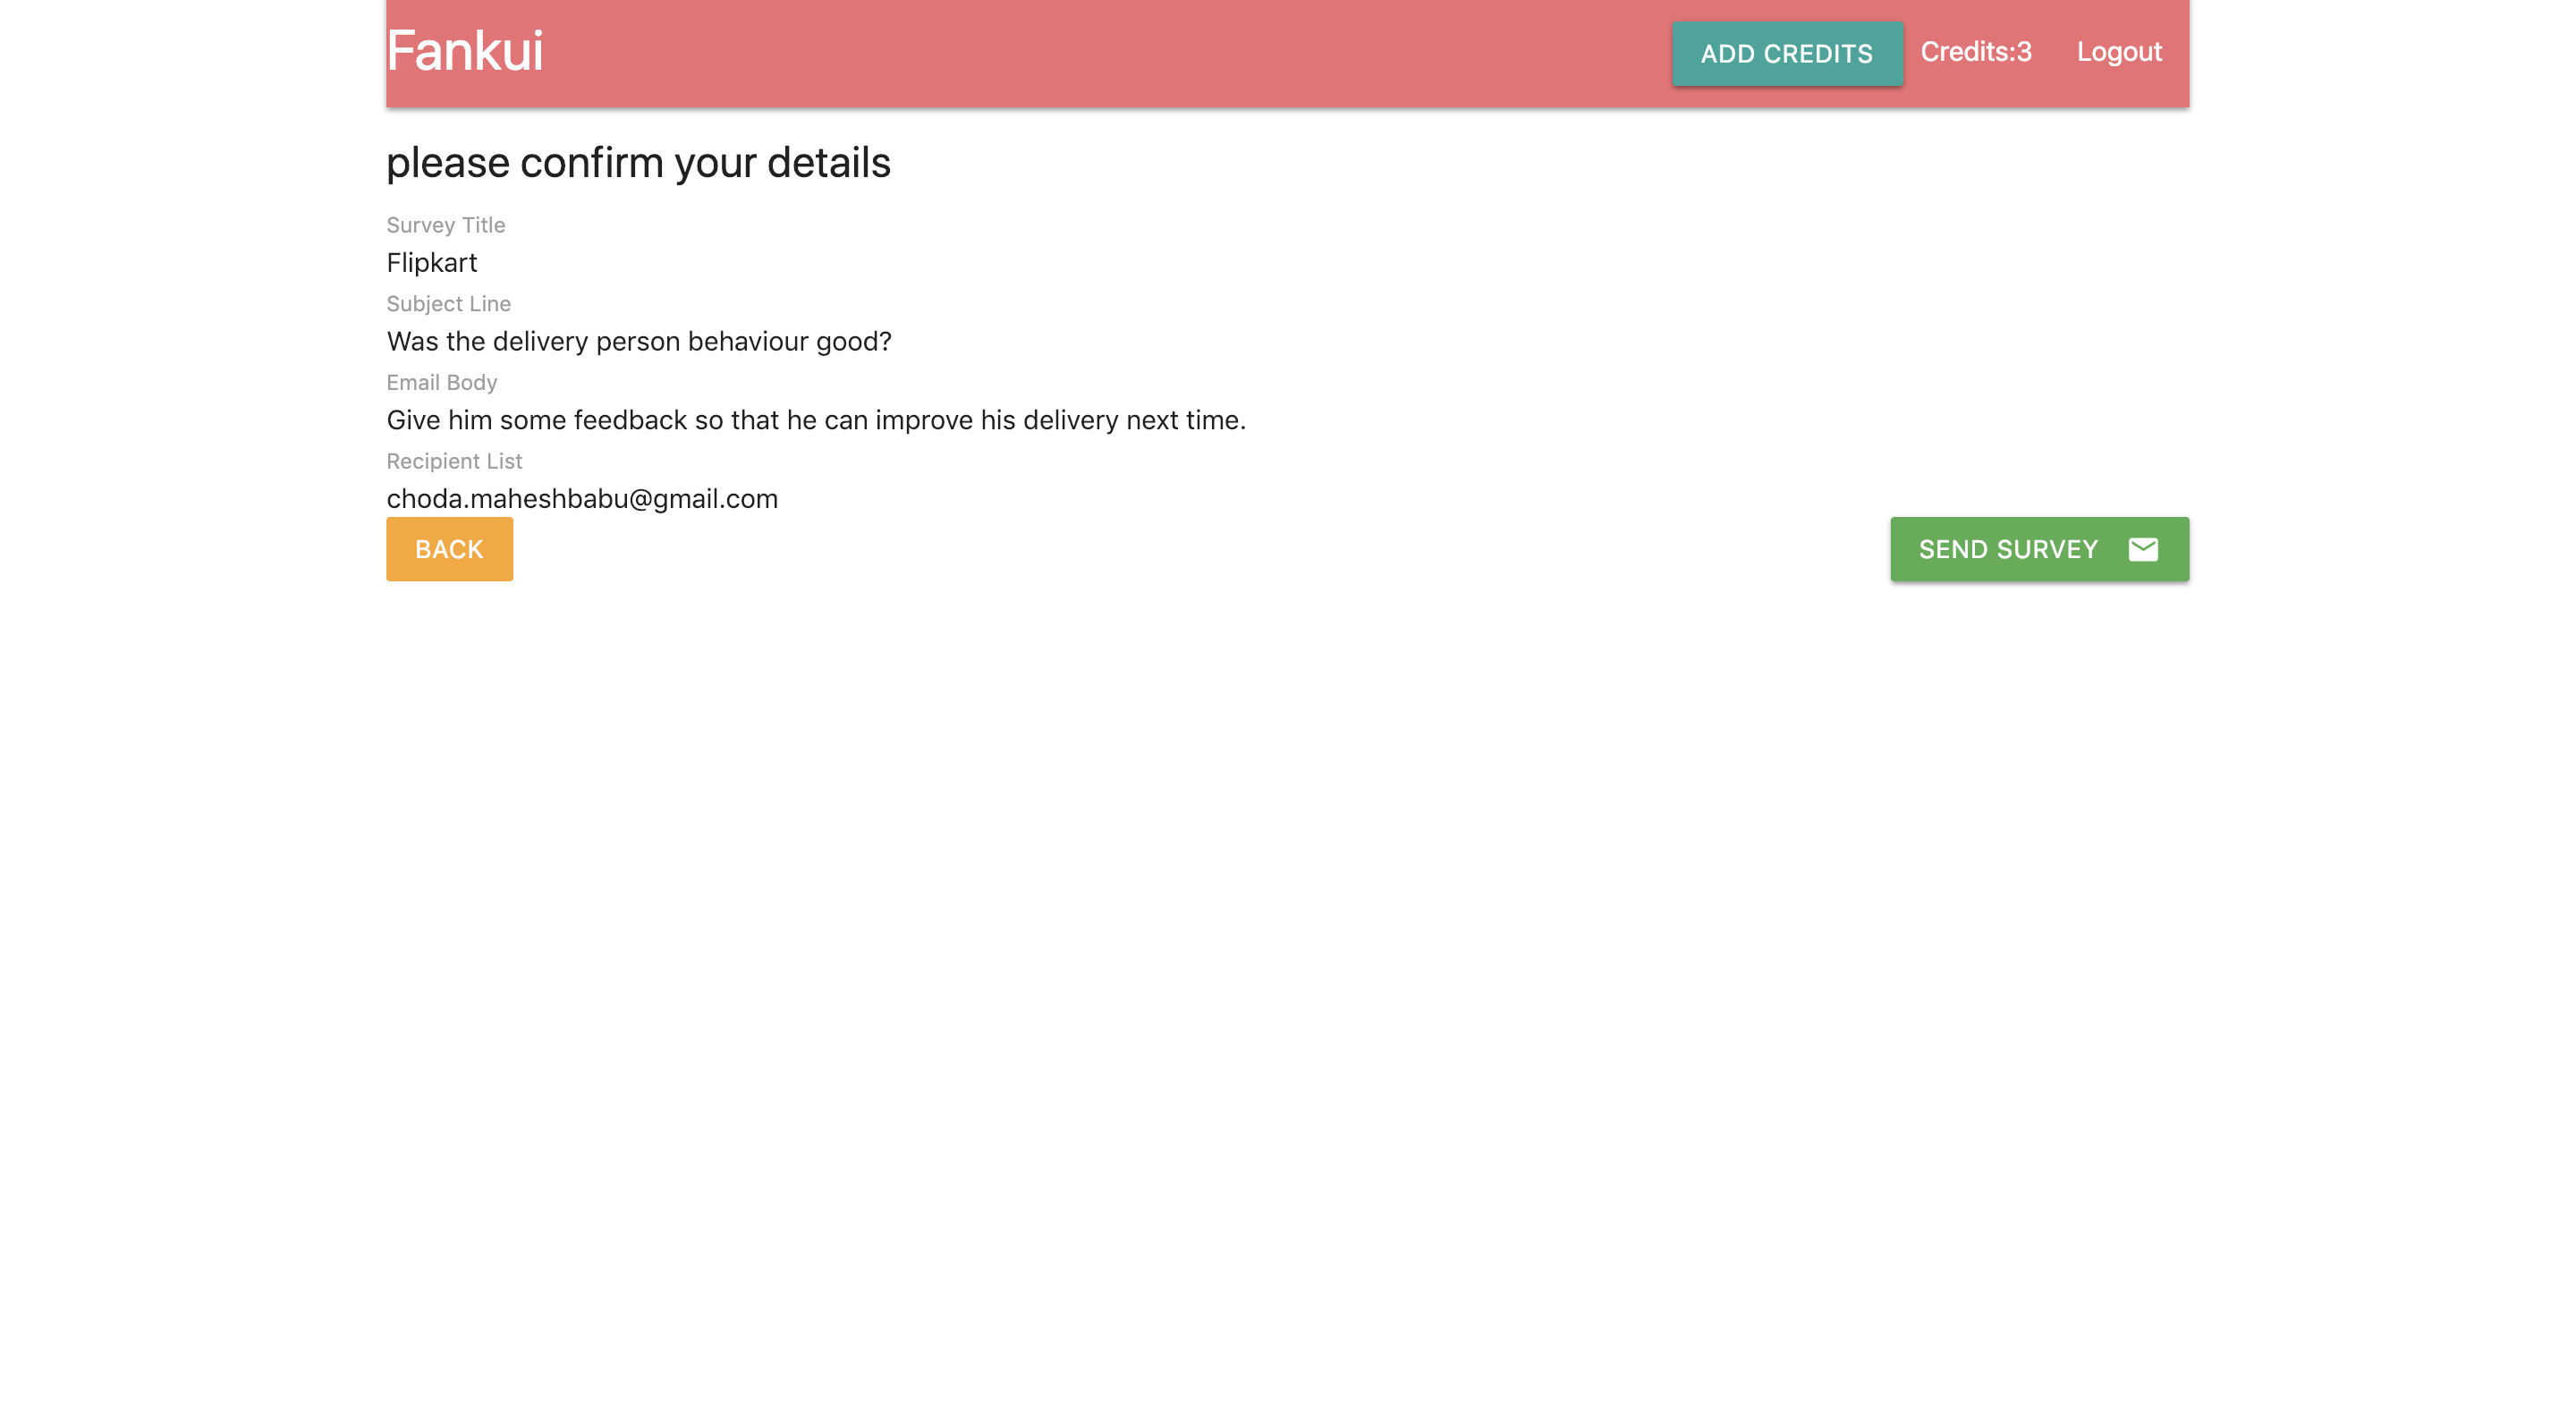 Fankui
ADD CREDITS
Credits:3
Logout
please confirm your details
Survey Title
Flipkart
Subject Line
Was the delivery person behaviour good?
Email Body
Give him some feedback so that he can improve his delivery next time.
Recipient List
choda.maheshbabu@gmail.com
BACK
SEND SURVEY